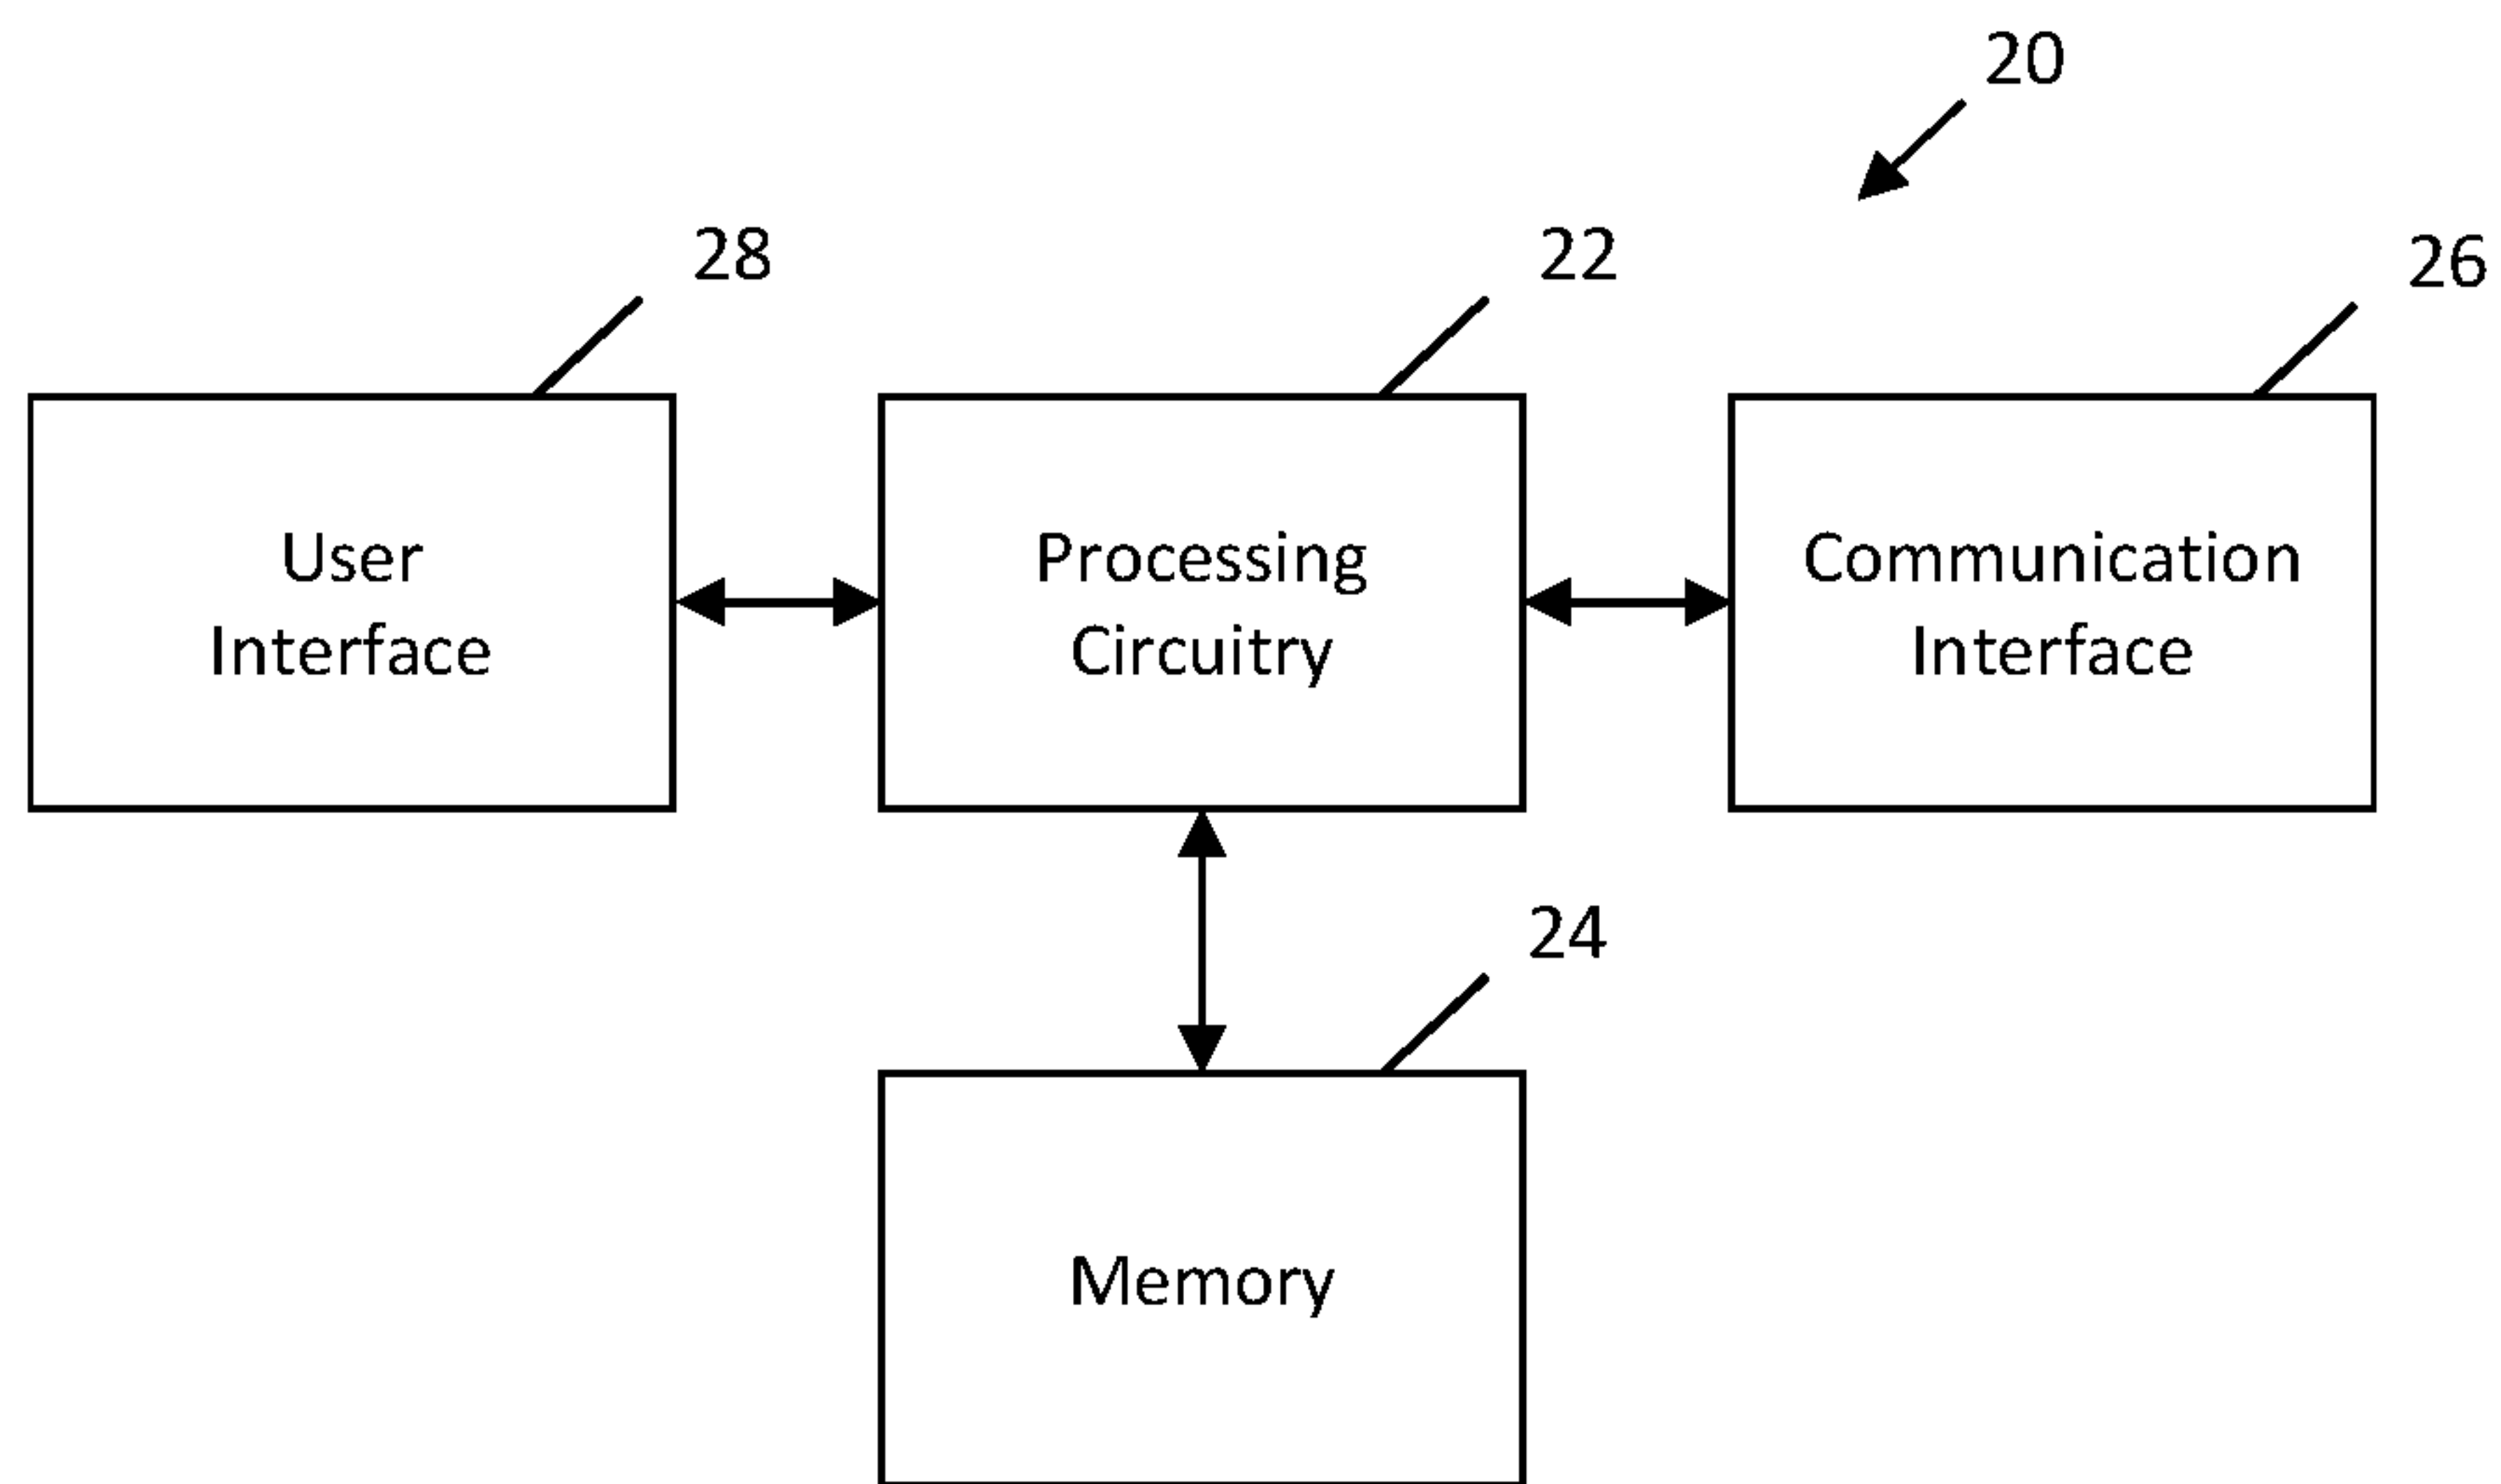 20
28
22
26
User
Interface
Processing
Circuitry
Communication
Interface
24
Memory